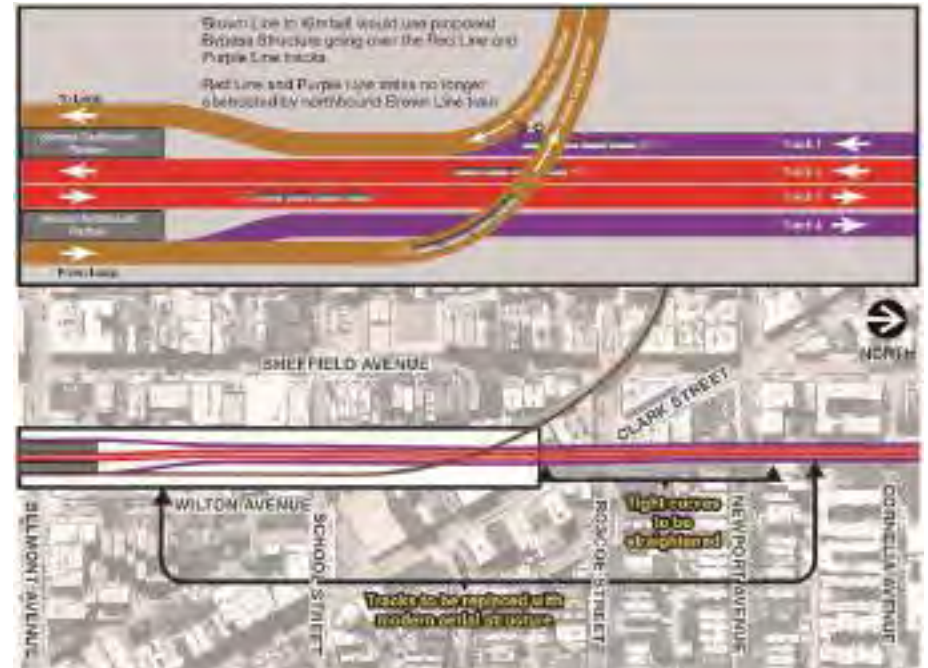 Brown Line to Kimball would use proposed
Bypass Structure going over the Red Line and
Purple Line tracks
Red Line and Purple Line trains no longer
obstructed by northbound Brown Line train
To Loop
Platform
Track 1
Track 2
Track 3
Track 4
Platform
From Loop
NORTH
SHEFFIELD AVENUE
CLARK STREET
BELMONT AVENUE
WILTON AVENUE
SCHOOL STREET
ROSCOE STREET
NEWPORT AVENUE
CORNELIA AVENUE
Tight curves
to be
straightened
Tracks to be replaced with
modern aerial structure